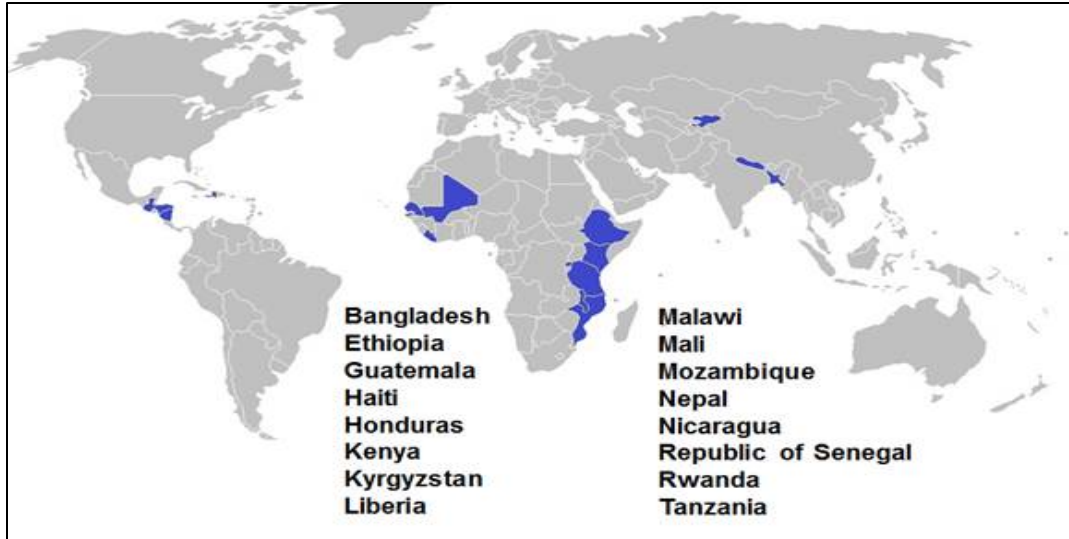 Bangladesh
Ethiopia
Guatemala
Haiti
Honduras
Kenya
Kyrgyzstan
Liberia
Malawi
Mali
Mozambique
Nepal
Nicaragua
Republic of Senegal
Rwanda
Tanzania